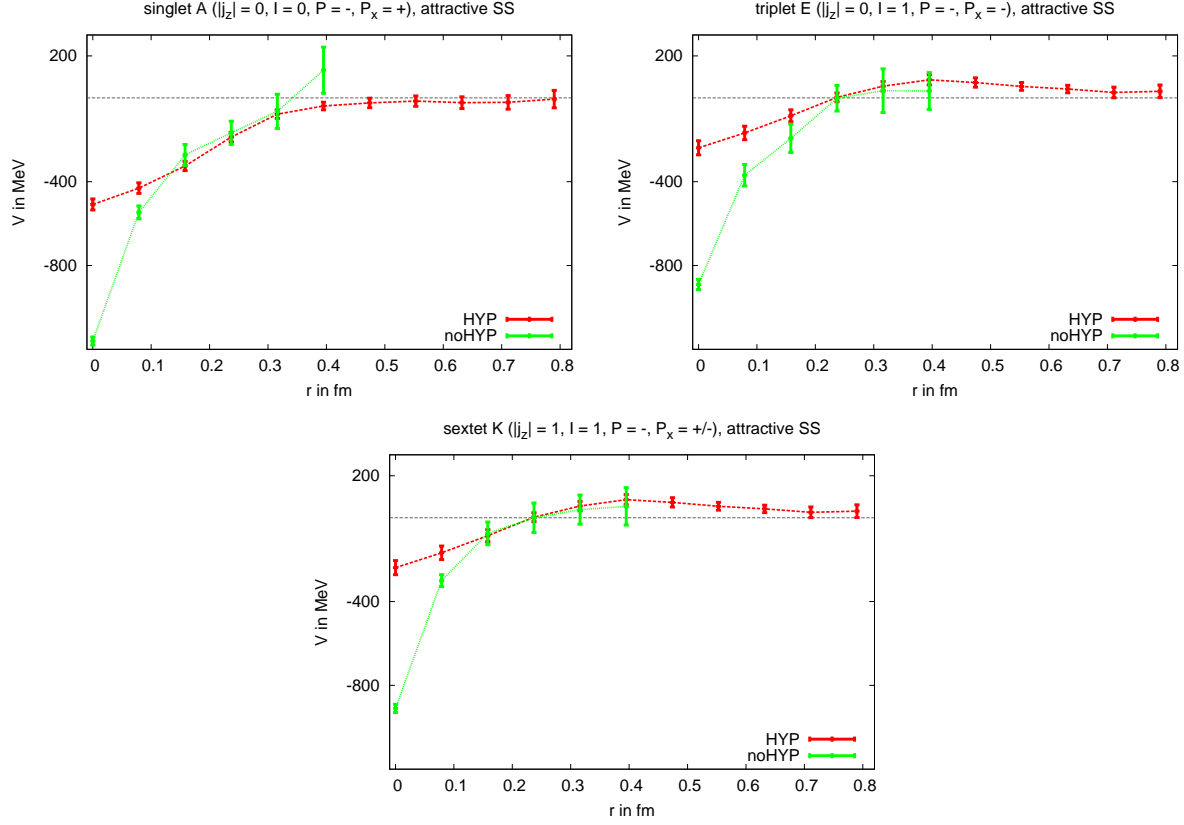 singlet A (|j_z| = 0, I = 0, P = -, P_x = +), attractive SS
200
-400
-800
V in MeV
HYP
noHYP
0 0.1 0.2 0.3 0.4 0.5 0.6 0.7 0.8
r in fm
triplet E (|j_z| = 0, I = 1, P = -, P_x = -), attractive SS
200
-400
-800
V in MeV
HYP
noHYP
0 0.1 0.2 0.3 0.4 0.5 0.6 0.7 0.8
r in fm
sextet K (|j_z| = 1, I = 1, P = -, P_x = +/-), attractive SS
200
-400
-800
V in MeV
HYP
noHYP
0 0.1 0.2 0.3 0.4 0.5 0.6 0.7 0.8
r in fm